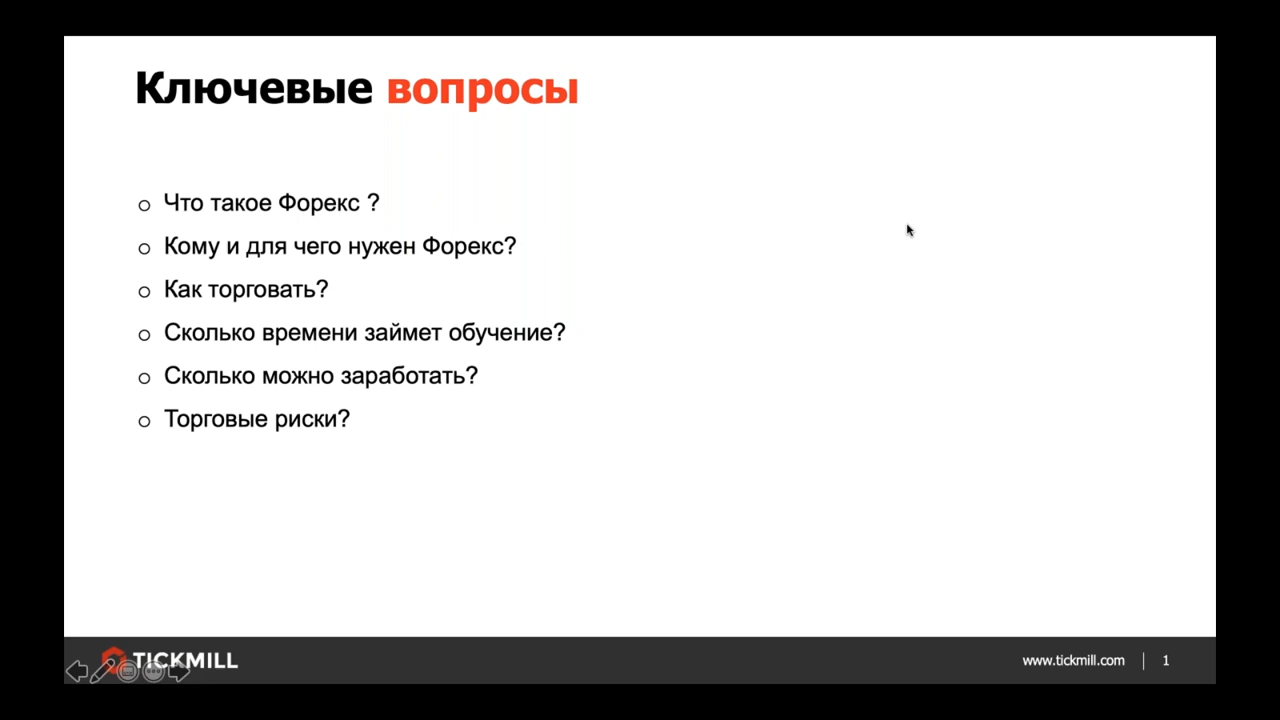 Ключевые вопросы
Что такое Форекс ?
Кому и для чего нужен Форекс?
Как торговать?
Сколько времени займет обучение?
Сколько можно заработать?
Торговые риски?
TICKMILL
www.tickmill.com | 1